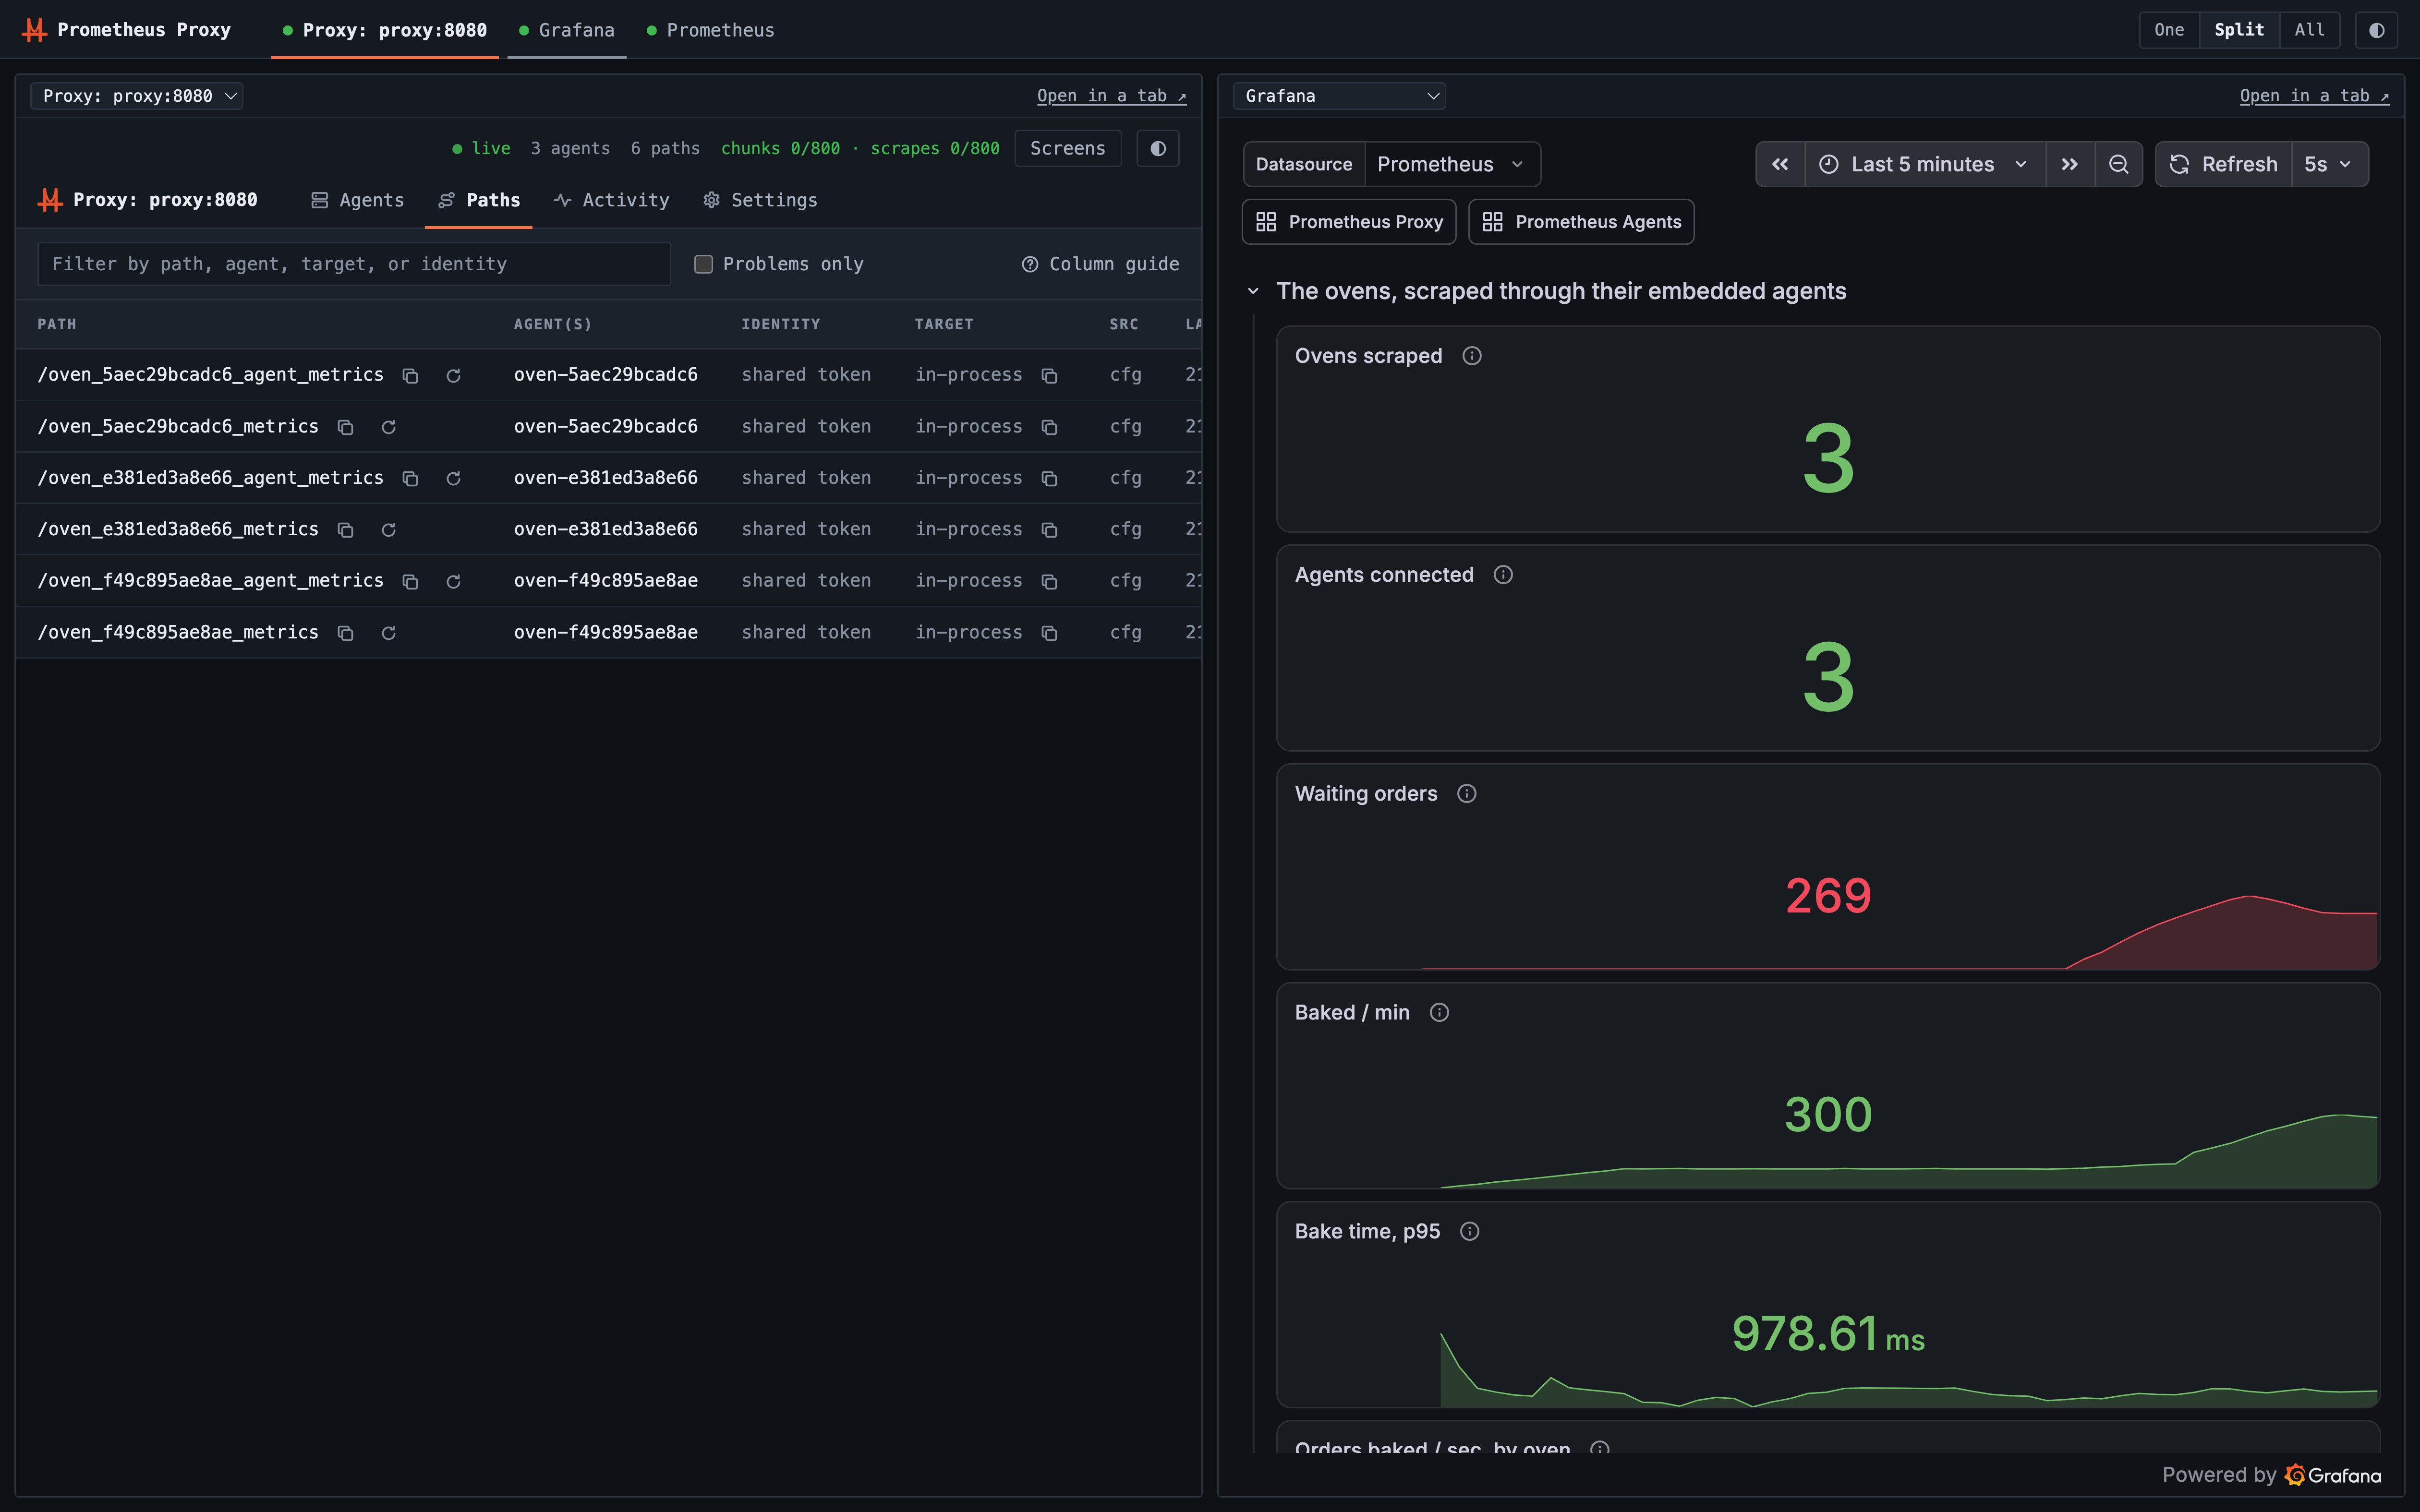 Prometheus Proxy
Proxy: proxy:8080
Grafana
Prometheus
One
Split
All
Proxy: proxy:8080
Open in a tab ↗
live 3 agents 6 paths chunks 0/800 · scrapes 0/800 Screens
Proxy: proxy:8080
Agents
Paths
Activity
Settings
Filter by path, agent, target, or identity
Problems only
Column guide
PATH AGENT(S) IDENTITY TARGET SRC
/oven_5aec29bcadc6_agent_metrics oven-5aec29bcadc6 shared token in-process cfg
/oven_5aec29bcadc6_metrics oven-5aec29bcadc6 shared token in-process cfg
/oven_e381ed3a8e66_agent_metrics oven-e381ed3a8e66 shared token in-process cfg
/oven_e381ed3a8e66_metrics oven-e381ed3a8e66 shared token in-process cfg
/oven_f49c895ae8ae_agent_metrics oven-f49c895ae8ae shared token in-process cfg
/oven_f49c895ae8ae_metrics oven-f49c895ae8ae shared token in-process cfg
Grafana
Open in a tab ↗
Datasource Prometheus
Last 5 minutes
Refresh 5s
Prometheus Proxy
Prometheus Agents
The ovens, scraped through their embedded agents
Ovens scraped
3
Agents connected
3
Waiting orders
269
Baked / min
300
Bake time, p95
978.61 ms
Orders baked / sec, by oven
Powered by Grafana